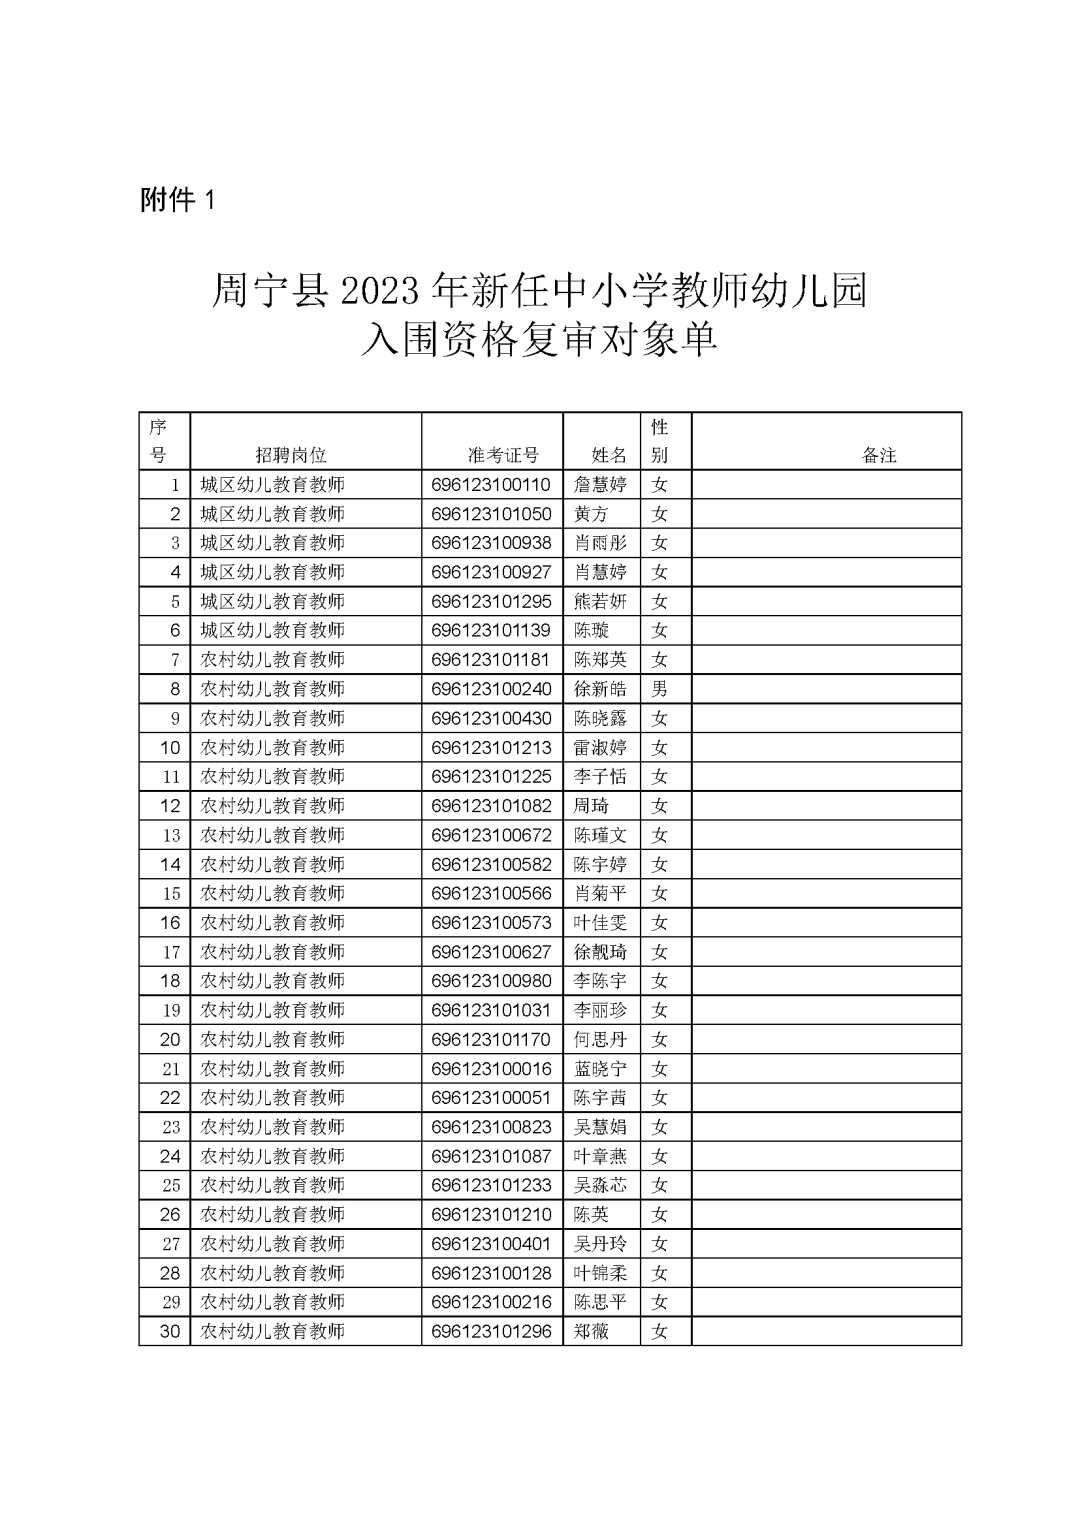 附件 1
周宁县 2023 年新任中小学教师幼儿园
入围资格复审对象单
序号 招聘岗位 准考证号 姓名 性别 备注
1 城区幼儿教育教师 696123100110 詹慧婷 女
2 城区幼儿教育教师 696123101050 黄方 女
3 城区幼儿教育教师 696123100938 肖雨彤 女
4 城区幼儿教育教师 696123100927 肖慧婷 女
5 城区幼儿教育教师 696123101295 熊若妍 女
6 城区幼儿教育教师 696123101139 陈璇 女
7 农村幼儿教育教师 696123101181 陈郑英 女
8 农村幼儿教育教师 696123100240 徐新皓 男
9 农村幼儿教育教师 696123100430 陈晓露 女
10 农村幼儿教育教师 696123101213 雷淑婷 女
11 农村幼儿教育教师 696123101225 李子恬 女
12 农村幼儿教育教师 696123101082 周琦 女
13 农村幼儿教育教师 696123100672 陈瑾文 女
14 农村幼儿教育教师 696123100582 陈宇婷 女
15 农村幼儿教育教师 696123100566 肖菊平 女
16 农村幼儿教育教师 696123100573 叶佳雯 女
17 农村幼儿教育教师 696123100627 徐靓琦 女
18 农村幼儿教育教师 696123100980 李陈宇 女
19 农村幼儿教育教师 696123101031 李丽珍 女
20 农村幼儿教育教师 696123101170 何思丹 女
21 农村幼儿教育教师 696123100016 蓝晓宁 女
22 农村幼儿教育教师 696123100051 陈宇茜 女
23 农村幼儿教育教师 696123100823 吴慧娟 女
24 农村幼儿教育教师 696123101087 叶章燕 女
25 农村幼儿教育教师 696123101233 吴淼芯 女
26 农村幼儿教育教师 696123101210 陈英 女
27 农村幼儿教育教师 696123100401 吴丹玲 女
28 农村幼儿教育教师 696123100128 叶锦柔 女
29 农村幼儿教育教师 696123100216 陈思平 女
30 农村幼儿教育教师 696123101296 郑薇 女